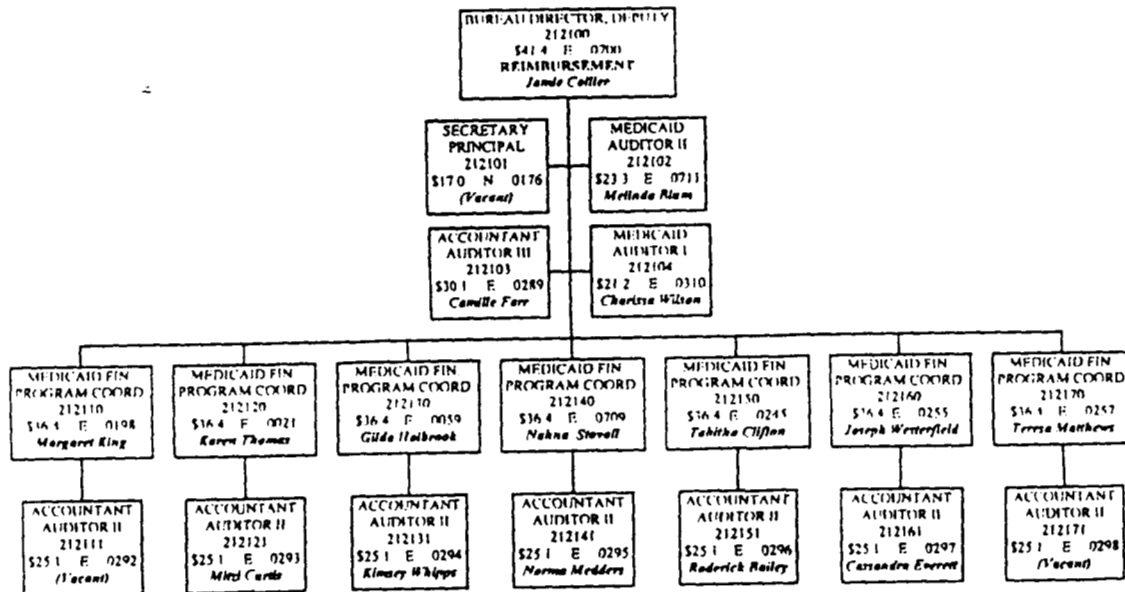 BUREAU DIRECTOR, DEPUTY
212100
$41.4 E 0700
REIMBURSEMENT
Jamie Collier
SECRETARY
PRINCIPAL
212101
$17.0 N 0176
(Vacant)
MEDICAID
AUDITOR II
212102
$23.3 E 0711
Melinda
ACCOUNTANT
AUDITOR III
212103
$30.1 E 0289
Camille Farr
MEDICAID
AUDITOR I
212104
$21.2 E 0310
Charissa Wilson
MEDICAID FIN
PROGRAM COORD
212110
$36.4 E 0198
Margaret King
MEDICAID FIN
PROGRAM COORD
212120
$36.4 E 0021
Karen Thomas
MEDICAID FIN
PROGRAM COORD
212130
$36.4 E 0059
Gilda Holbrook
MEDICAID FIN
PROGRAM COORD
212140
$36.4 E 0709
Nahna Stovall
MEDICAID FIN
PROGRAM COORD
212150
$36.4 E 0245
Tabitha Clifton
MEDICAID FIN
PROGRAM COORD
212160
$36.4 E 0255
Joseph Westerfield
MEDICAID FIN
PROGRAM COORD
212170
$36.4 E 0257
Teresa Matthews
ACCOUNTANT
AUDITOR II
212111
$25.1 E 0292
(Vacant)
ACCOUNTANT
AUDITOR II
212121
$25.1 E 0293
Mitzi Curtis
ACCOUNTANT
AUDITOR II
212131
$25.1 E 0294
Kimsey Whipps
ACCOUNTANT
AUDITOR II
212141
$25.1 E 0295
Norma Medders
ACCOUNTANT
AUDITOR II
212151
$25.1 E 0296
Roderick Bailey
ACCOUNTANT
AUDITOR II
212161
$25.1 E 0297
Cassandra Everett
ACCOUNTANT
AUDITOR II
212171
$25.1 E 0298
(Vacant)